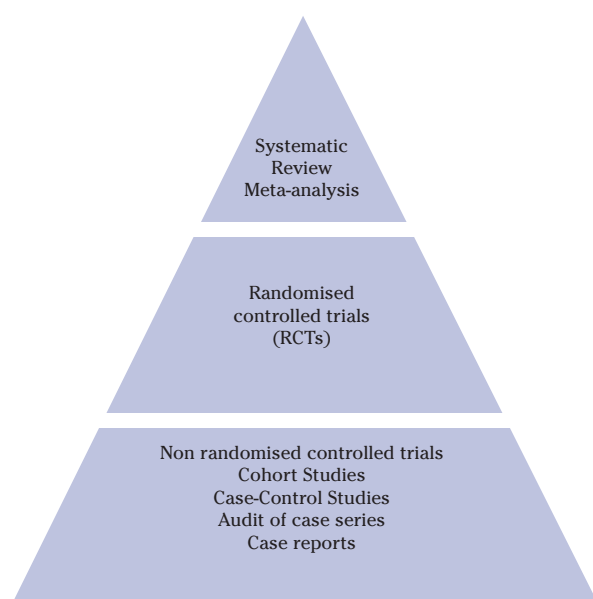 Systematic
Review
Meta-analysis
Randomised
controlled trials
(RCTs)
Non randomised controlled trials
Cohort Studies
Case-Control Studies
Audit of case series
Case reports